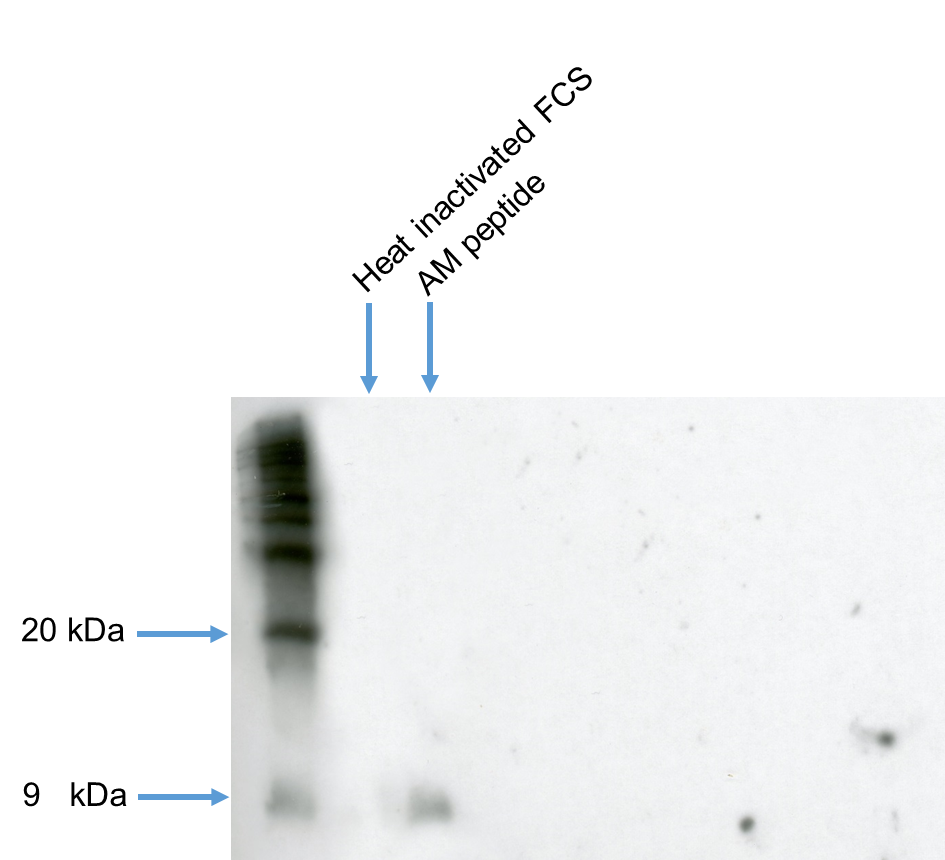 Heat inactivated FCS
AM peptide
20 kDa
9 kDa